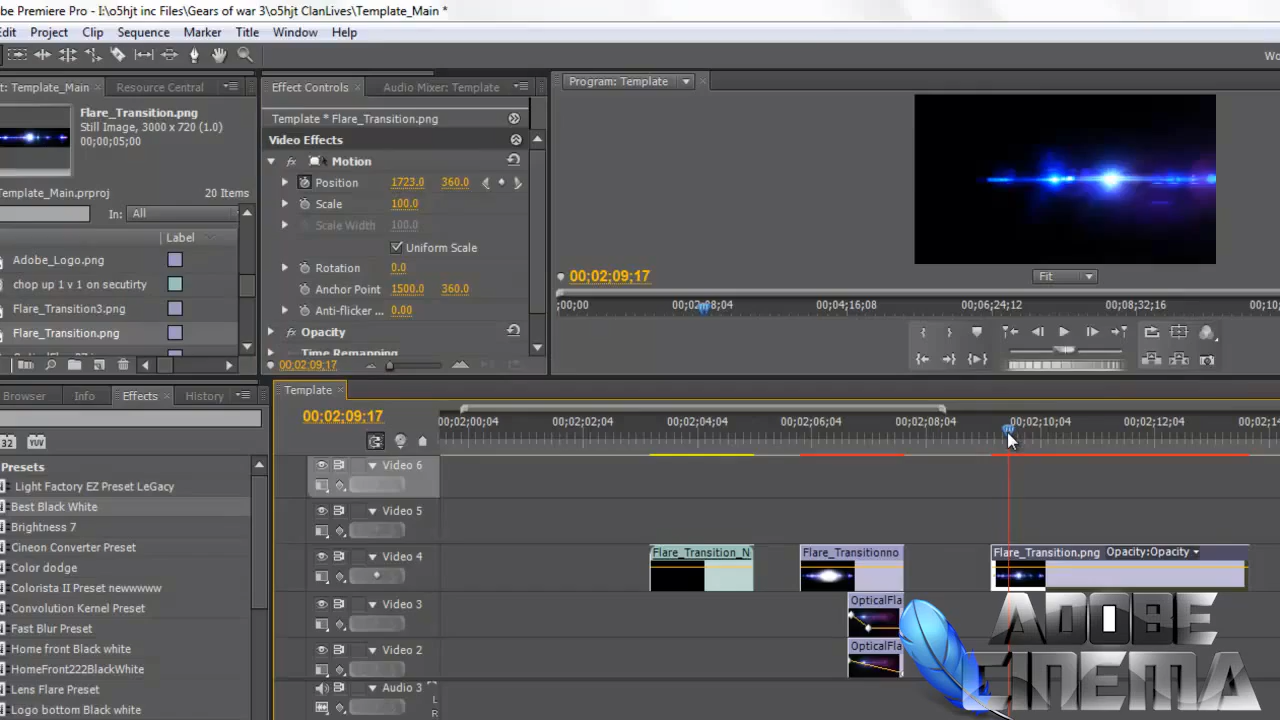 be Premiere Pro - I:\o5hjt inc Files\Gears of war 3\o5hjt ClanLives\Template_Main *
Edit Project Clip Sequence Marker Title Window Help
Wo
t: Template_Main × Resource Central
Effect Controls × Audio Mixer: Template
Program: Template ×
Flare_Transition.png
Still Image, 3000 x 720 (1.0)
00;00;05;00
Template_Main.prproj 20 Items
In: All
Label
Adobe_Logo.png
chop up 1 v 1 on secutirty
Flare_Transition3.png
Flare_Transition.png
Template * Flare_Transition.png
Video Effects
fx Motion
Position 1723.0 360.0
Scale 100.0
Scale Width 100.0
Uniform Scale
Rotation 0.0
Anchor Point 1500.0 360.0
Anti-flicker ... 0.00
fx Opacity
Time Remapping
00;02;09;17
00;02;09;17
Fit
;00;00 00;02;08;04 00;04;16;08 00;06;24;12 00;08;32;16 00;10;
Browser Info Effects × History
32 YUV
Presets
Light Factory EZ Preset LeGacy
Best Black White
Brightness 7
Cineon Converter Preset
Color dodge
Colorista II Preset newwwww
Convolution Kernel Preset
Fast Blur Preset
Home front Black white
HomeFront222BlackWhite
Lens Flare Preset
Logo bottom Black white
Template ×
00;02;09;17
00;02;00;04 00;02;02;04 00;02;04;04 00;02;06;04 00;02;08;04 00;02;10;04 00;02;12;04 00;02;14
Video 6
Video 5
Video 4
Flare_Transition_N
Flare_Transitionno
Flare_Transition.png Opacity:Opacity
Video 3
OpticalFla
Video 2
OpticalFla
Audio 3
L
R
ADOBE
CINEMA